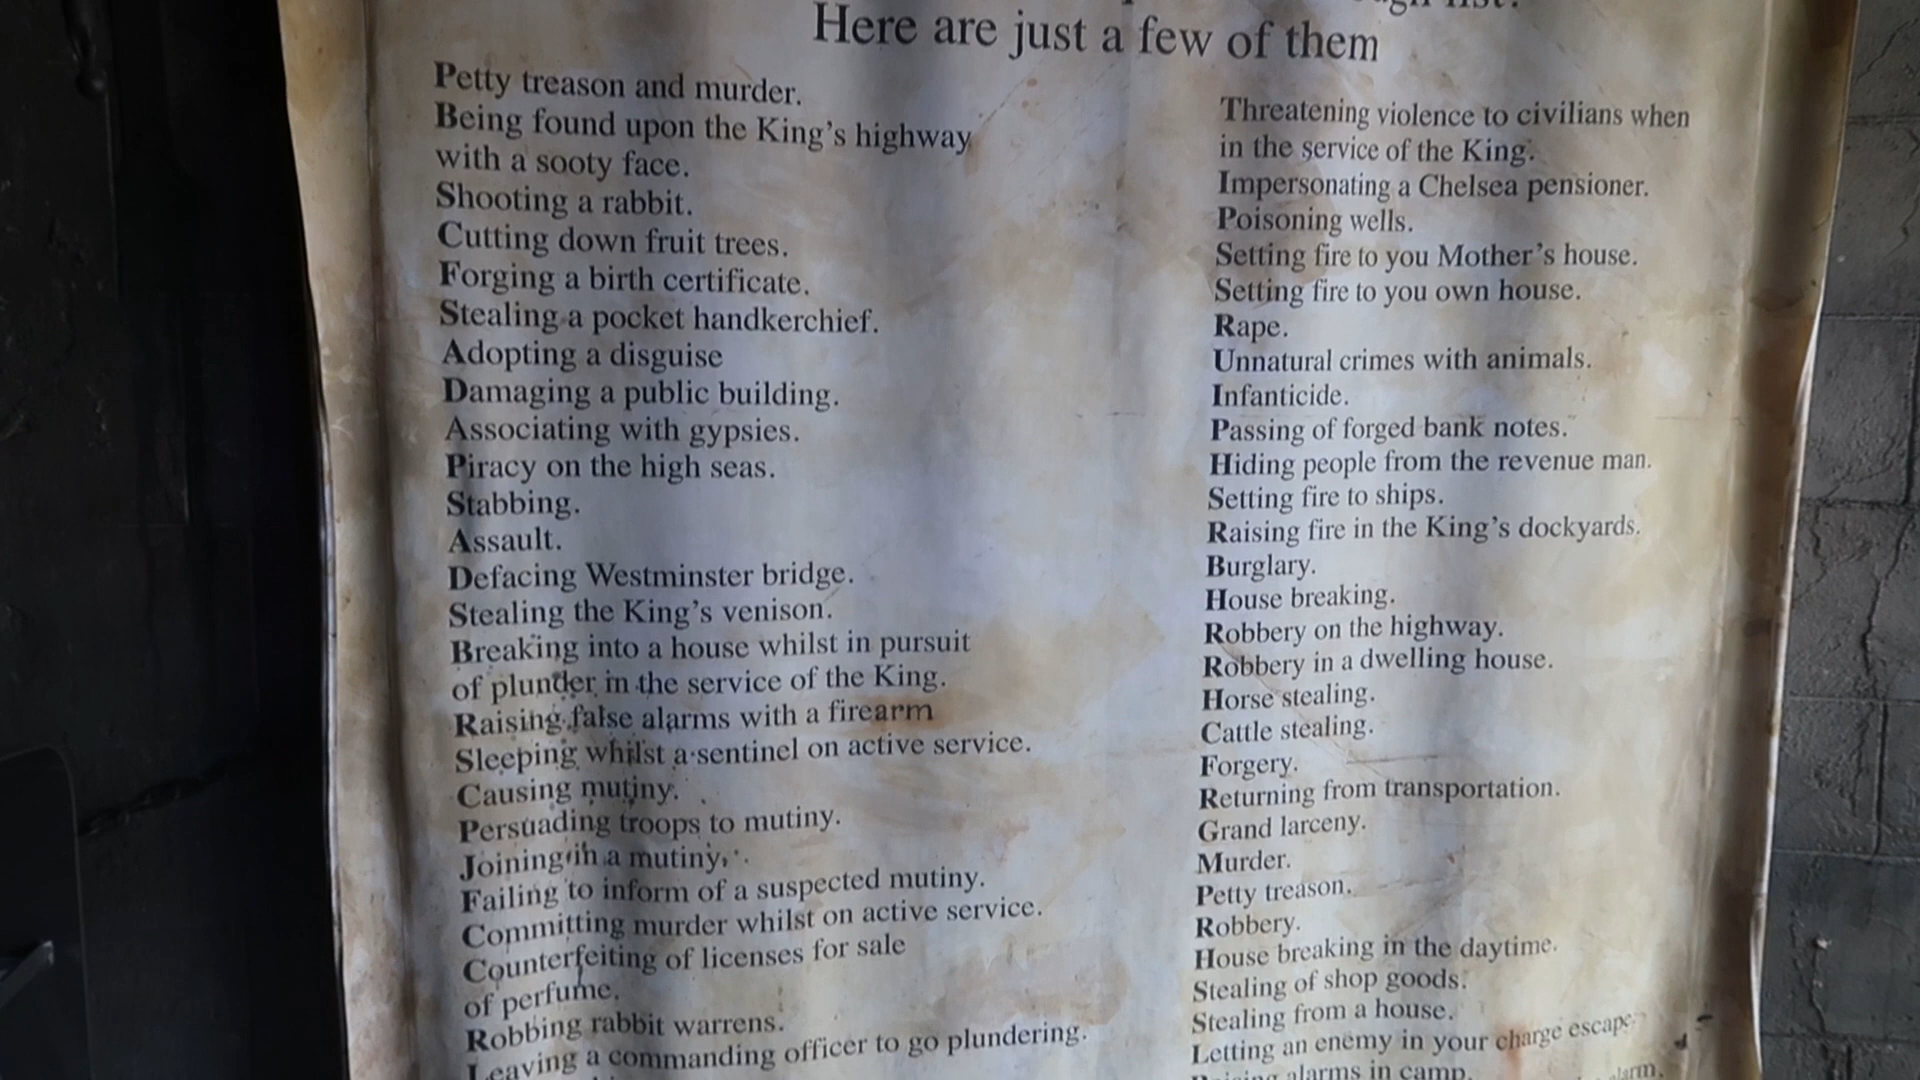 list.
Here are just a few of them
Petty treason and murder.
Being found upon the King's highway
with a sooty face.
Shooting a rabbit.
Cutting down fruit trees.
Forging a birth certificate.
Stealing a pocket handkerchief.
Adopting a disguise
Damaging a public building.
Associating with gypsies.
Piracy on the high seas.
Stabbing.
Assault.
Defacing Westminster bridge.
Stealing the King's venison.
Breaking into a house whilst in pursuit
of plunder in the service of the King.
Raising false alarms with a firearm
Sleeping whilst a sentinel on active service.
Causing mutiny.
Persuading troops to mutiny.
Joining in a mutiny.
Failing to inform of a suspected mutiny.
Committing murder whilst on active service.
Counterfeiting of licenses for sale
of perfume.
Robbing rabbit warrens.
Leaving a commanding officer to go plundering.
Threatening violence to civilians when
in the service of the King.
Impersonating a Chelsea pensioner.
Poisoning wells.
Setting fire to you Mother's house.
Setting fire to you own house.
Rape.
Unnatural crimes with animals.
Infanticide.
Passing of forged bank notes.
Hiding people from the revenue man.
Setting fire to ships.
Raising fire in the King's dockyards.
Burglary.
House breaking.
Robbery on the highway.
Robbery in a dwelling house.
Horse stealing.
Cattle stealing.
Forgery.
Returning from transportation.
Grand larceny.
Murder.
Petty treason.
Robbery.
House breaking in the daytime.
Stealing of shop goods.
Stealing from a house.
Letting an enemy in your charge escape
alarms in camp.